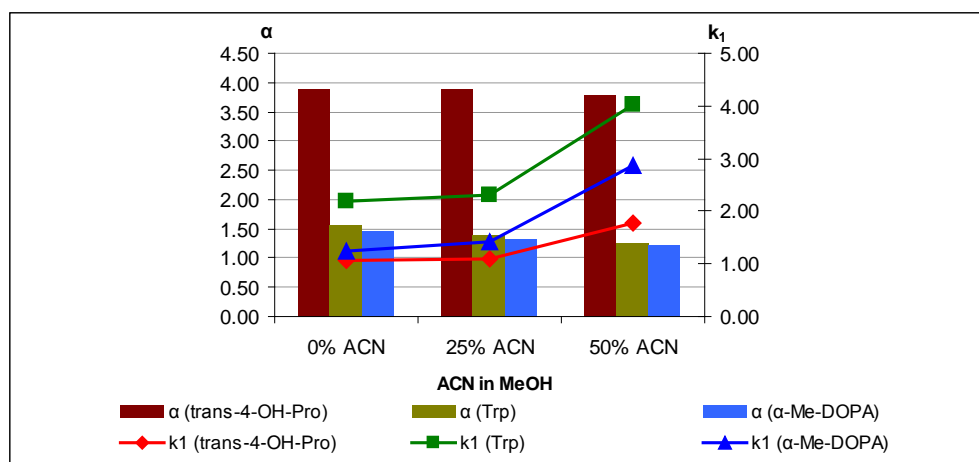 α
k1
4.50
4.00
3.50
3.00
2.50
2.00
1.50
1.00
0.50
0.00
5.00
4.00
3.00
2.00
1.00
0.00
0% ACN 25% ACN 50% ACN
ACN in MeOH
α (trans-4-OH-Pro) α (Trp) α (α-Me-DOPA)
k1 (trans-4-OH-Pro) k1 (Trp) k1 (α-Me-DOPA)